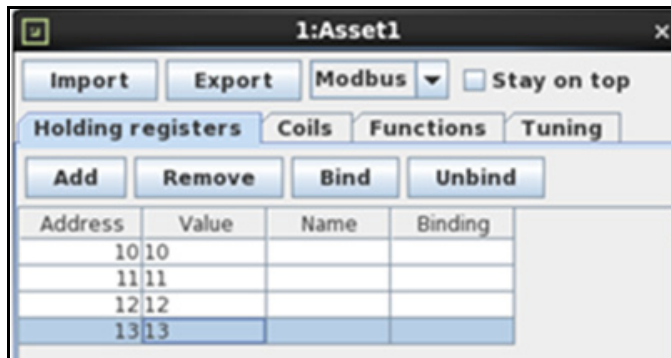 1:Asset1
Import Export Modbus Stay on top
Holding registers Coils Functions Tuning
Add Remove Bind Unbind
Address Value Name Binding
10 10
11 11
12 12
13 13